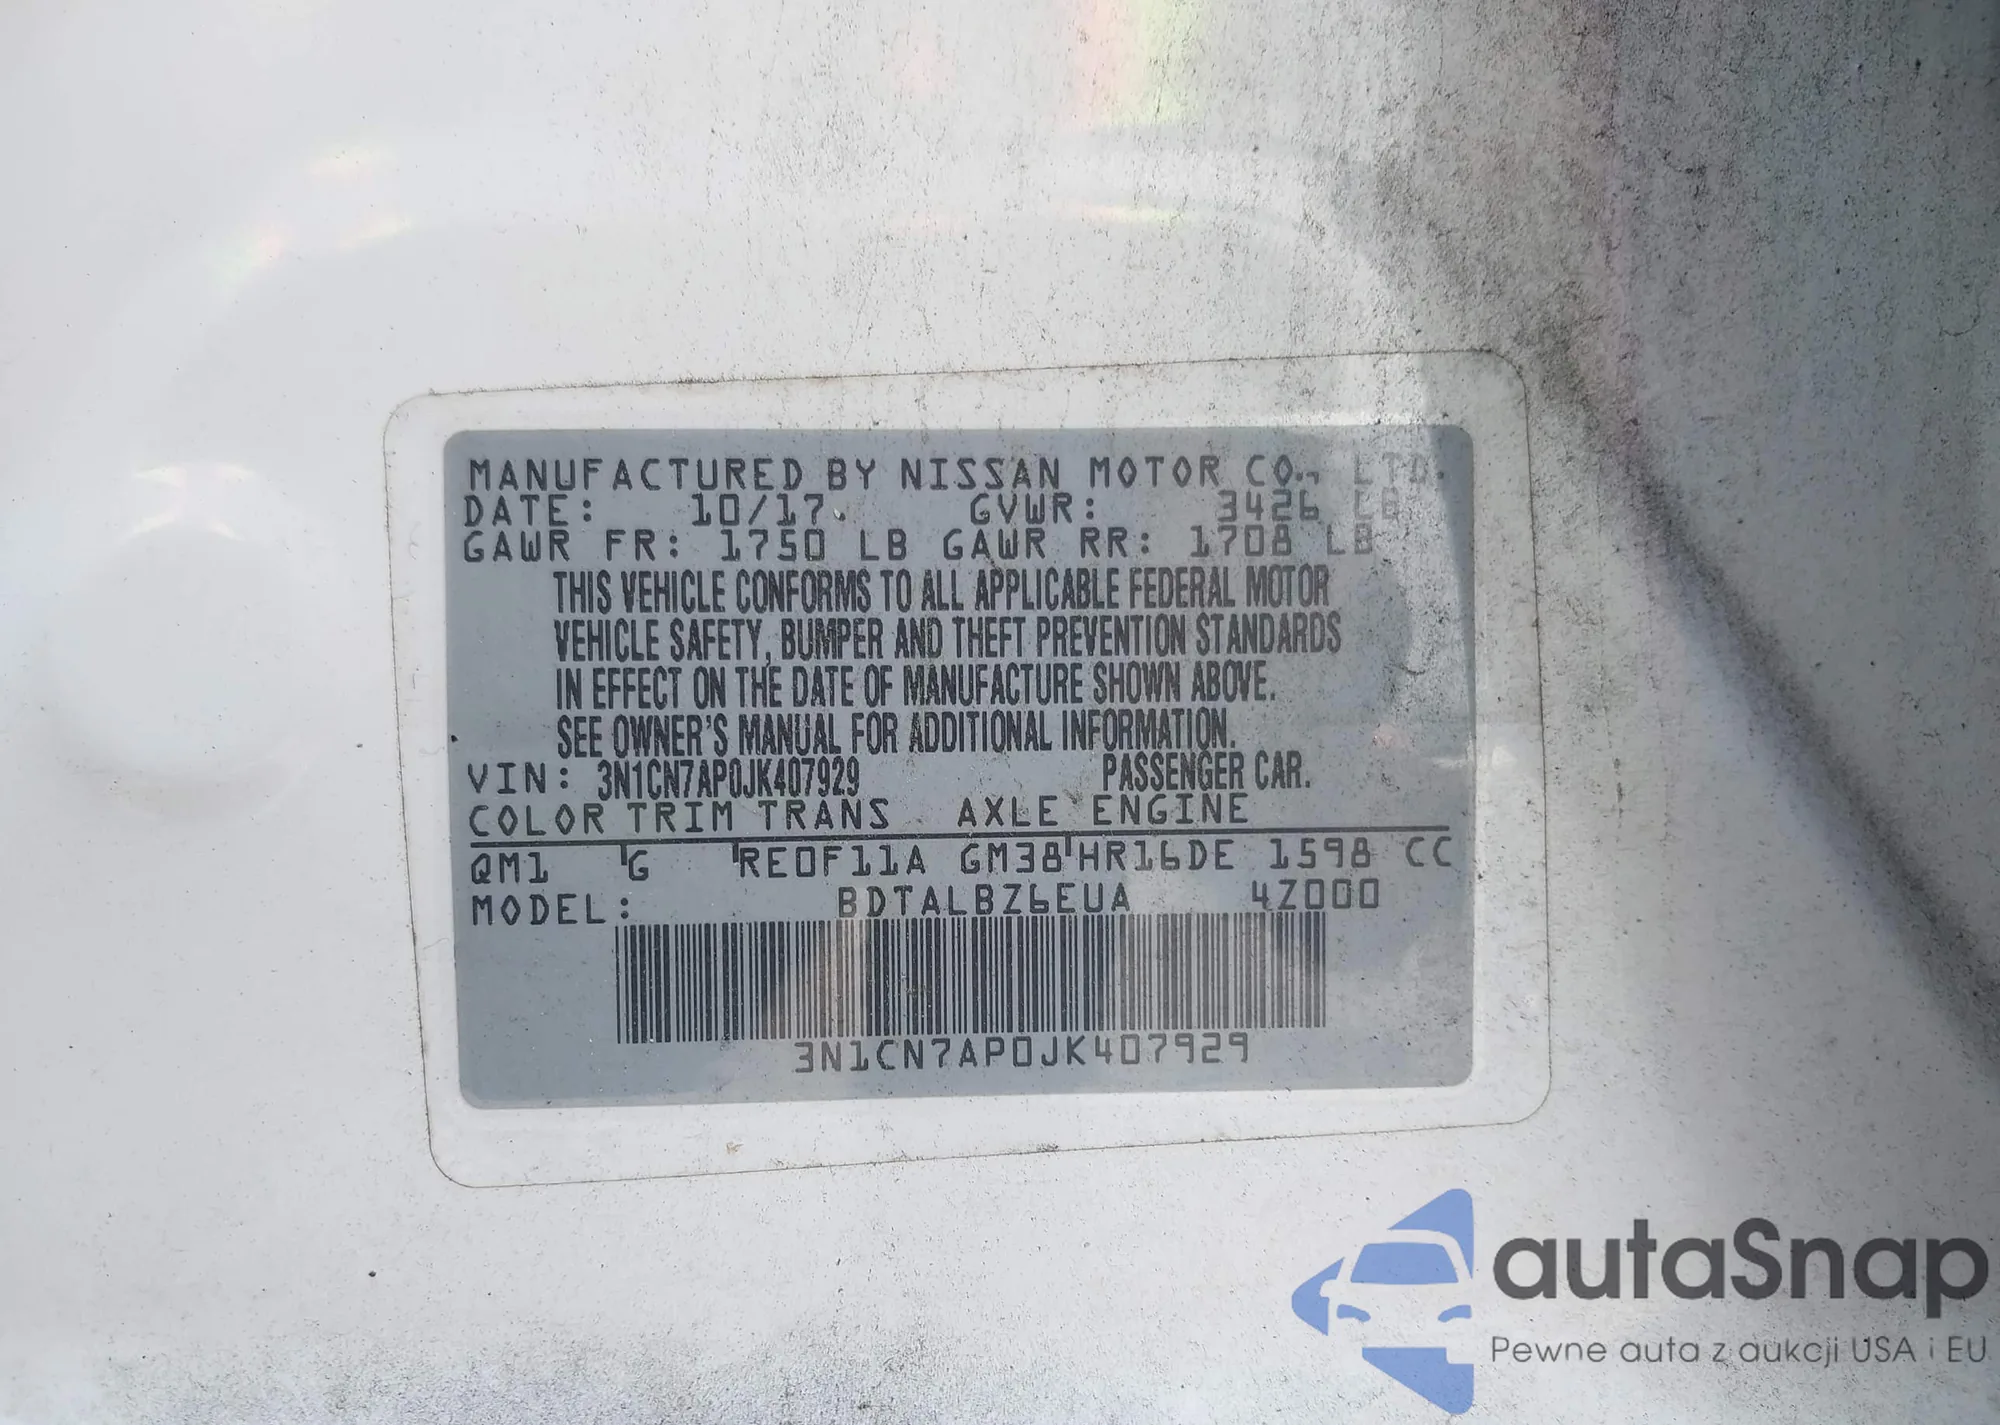 MANUFACTURED BY NISSAN MOTOR CO., LTD.
DATE: 10/17 GVWR: 3426 LB
GAWR FR: 1750 LB GAWR RR: 1708 LB
THIS VEHICLE CONFORMS TO ALL APPLICABLE FEDERAL MOTOR
VEHICLE SAFETY, BUMPER AND THEFT PREVENTION STANDARDS
IN EFFECT ON THE DATE OF MANUFACTURE SHOWN ABOVE.
SEE OWNER'S MANUAL FOR ADDITIONAL INFORMATION.
VIN: 3N1CN7AP0JK407929 PASSENGER CAR.
COLOR TRIM TRANS AXLE ENGINE
QM1 G RE0F11A GM38 HR16DE 1598 CC
MODEL: BDTALBZ6EUA 4Z000
3N1CN7AP0JK407929
autaSnap
Pewne auta z aukcji USA i EU